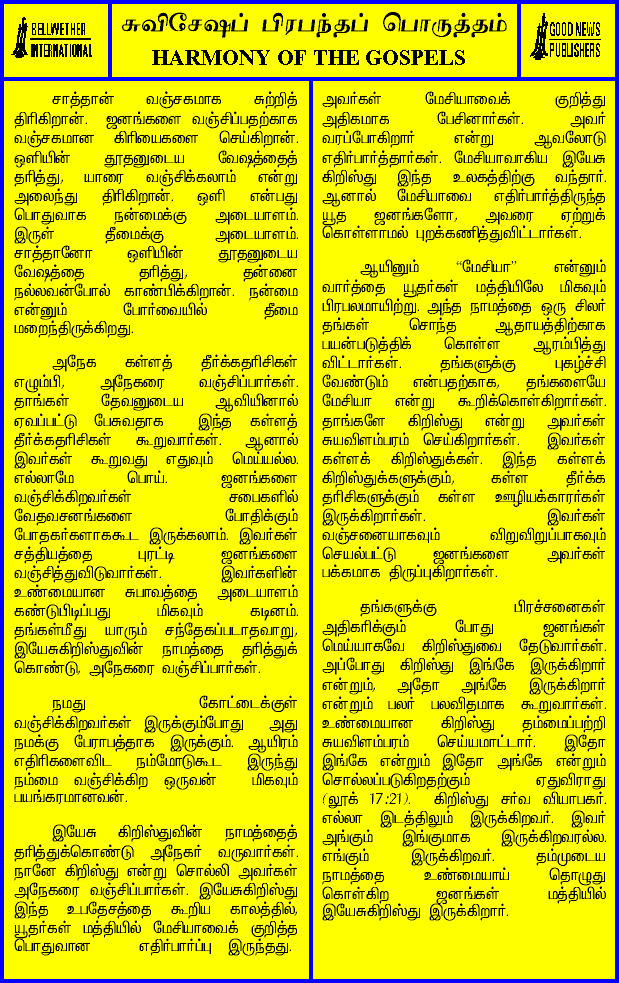 BELLWETHER
INTERNATIONAL
சுவிசேஷப் பிரபந்தப் பொருத்தம்
HARMONY OF THE GOSPELS
GOOD NEWS
PUBLISHERS
சாத்தான் வஞ்சகமாக சுற்றித்
திரிகிறான். ஜனங்களை வஞ்சிப்பதற்காக
வஞ்சகமான கிரியைகளை செய்கிறான்.
ஒளியின் தூதனுடைய வேஷத்தைத்
தரித்து, யாரை வஞ்சிக்கலாம் என்று
அலைந்து திரிகிறான். ஒளி என்பது
பொதுவாக நன்மைக்கு அடையாளம்.
இருள் தீமைக்கு அடையாளம்.
சாத்தானோ ஒளியின் தூதனுடைய
வேஷத்தை தரித்து, தன்னை
நல்லவன்போல் காண்பிக்கிறான். நன்மை
என்னும் போர்வையில் தீமை
மறைந்திருக்கிறது.
அநேக கள்ளத் தீர்க்கதரிசிகள்
எழும்பி, அநேகரை வஞ்சிப்பார்கள்.
தாங்கள் தேவனுடைய ஆவியினால்
ஏவப்பட்டு பேசுவதாக இந்த கள்ளத்
தீர்க்கதரிசிகள் கூறுவார்கள். ஆனால்
இவர்கள் கூறுவது எதுவும் மெய்யல்ல.
எல்லாமே பொய். ஜனங்களை
வஞ்சிக்கிறவர்கள் சபைகளில்
வேதவசனங்களை போதிக்கும்
போதகர்களாககூட இருக்கலாம். இவர்கள்
சத்தியத்தை புரட்டி ஜனங்களை
வஞ்சித்துவிடுவார்கள். இவர்களின்
உண்மையான சுபாவத்தை அடையாளம்
கண்டுபிடிப்பது மிகவும் கடினம்.
தங்கள்மீது யாரும் சந்தேகப்படாதவாறு,
இயேசுகிறிஸ்துவின் நாமத்தை தரித்துக்
கொண்டு, அநேகரை வஞ்சிப்பார்கள்.
நமது கோட்டைக்குள்
வஞ்சிக்கிறவர்கள் இருக்கும்போது அது
நமக்கு பேராபத்தாக இருக்கும். ஆயிரம்
எதிரிகளைவிட நம்மோடுகூட இருந்து
நம்மை வஞ்சிக்கிற ஒருவன் மிகவும்
பயங்கரமானவன்.
இயேசு கிறிஸ்துவின் நாமத்தைத்
தரித்துக்கொண்டு அநேகர் வருவார்கள்.
நானே கிறிஸ்து என்று சொல்லி அவர்கள்
அநேகரை வஞ்சிப்பார்கள். இயேசுகிறிஸ்து
இந்த உபதேசத்தை கூறிய காலத்தில்,
யூதர்கள் மத்தியில் மேசியாவைக் குறித்த
பொதுவான எதிர்பார்ப்பு இருந்தது.
அவர்கள் மேசியாவைக் குறித்து
அதிகமாக பேசினார்கள். அவர்
வரப்போகிறார் என்று ஆவலோடு
எதிர்பார்த்தார்கள். மேசியாவாகிய இயேசு
கிறிஸ்து இந்த உலகத்திற்கு வந்தார்.
ஆனால் மேசியாவை எதிர்பார்த்திருந்த
யூத ஜனங்களோ, அவரை ஏற்றுக்
கொள்ளாமல் புறக்கணித்துவிட்டார்கள்.
ஆயினும் “மேசியா” என்னும்
வார்த்தை யூதர்கள் மத்தியிலே மிகவும்
பிரபலமாயிற்று. அந்த நாமத்தை ஒரு சிலர்
தங்கள் சொந்த ஆதாயத்திற்காக
பயன்படுத்திக் கொள்ள ஆரம்பித்து
விட்டார்கள். தங்களுக்கு புகழ்ச்சி
வேண்டும் என்பதற்காக, தங்களையே
மேசியா என்று கூறிக்கொள்கிறார்கள்.
தாங்களே கிறிஸ்து என்று அவர்கள்
சுயவிளம்பரம் செய்கிறார்கள். இவர்கள்
கள்ளக் கிறிஸ்துக்கள். இந்த கள்ளக்
கிறிஸ்துக்களுக்கும், கள்ள தீர்க்க
தரிசிகளுக்கும் கள்ள ஊழியக்காரர்கள்
இருக்கிறார்கள். இவர்கள்
வஞ்சனையாகவும் விறுவிறுப்பாகவும்
செயல்பட்டு ஜனங்களை அவர்கள்
பக்கமாக திருப்புகிறார்கள்.
தங்களுக்கு பிரச்சனைகள்
அதிகரிக்கும் போது ஜனங்கள்
மெய்யாகவே கிறிஸ்துவை தேடுவார்கள்.
அப்போது கிறிஸ்து இங்கே இருக்கிறார்
என்றும், அதோ அங்கே இருக்கிறார்
என்றும் பலர் பலவிதமாக கூறுவார்கள்.
உண்மையான கிறிஸ்து தம்மைப்பற்றி
சுயவிளம்பரம் செய்யமாட்டார். இதோ
இங்கே என்றும் இதோ அங்கே என்றும்
சொல்லப்படுகிறதற்கும் ஏதுவிராது
(லூக் 17:21). கிறிஸ்து சர்வ வியாபகர்.
எல்லா இடத்திலும் இருக்கிறவர். இவர்
அங்கும் இங்குமாக இருக்கிறவரல்ல.
எங்கும் இருக்கிறவர். தம்முடைய
நாமத்தை உண்மையாய் தொழுது
கொள்கிற ஜனங்கள் மத்தியில்
இயேசுகிறிஸ்து இருக்கிறார்.